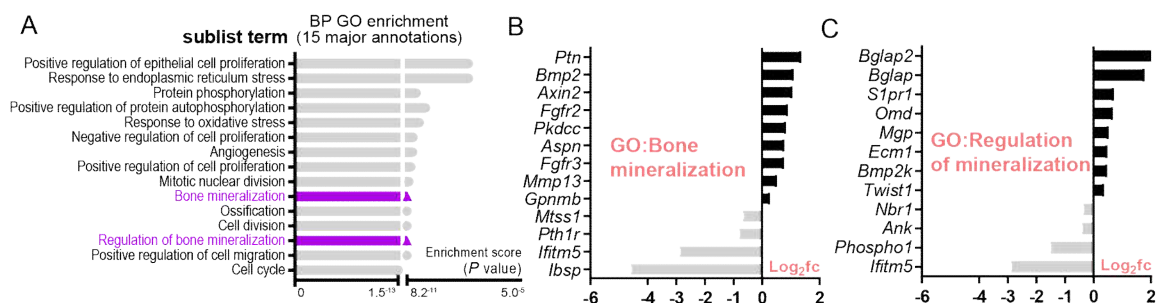 A
BP GO enrichment
sublist term (15 major annotations)
Positive regulation of epithelial cell proliferation
Response to endoplasmic reticulum stress
Protein phosphorylation
Positive regulation of protein autophosphorylation
Response to oxidative stress
Negative regulation of cell proliferation
Angiogenesis
Positive regulation of cell proliferation
Mitotic nuclear division
Bone mineralization
Ossification
Cell division
Regulation of bone mineralization
Positive regulation of cell migration
Cell cycle
Enrichment score
(P value)
0 1.5-13 8.2-11 5.0-5
B
Ptn
Bmp2
Axin2
Fgfr2
Pkdcc
Aspn
Fgfr3
Mmp13
Gpnmb
Mtss1
Pth1r
Ifitm5
Ibsp
GO:Bone
mineralization
Log2fc
-6 -5 -4 -3 -2 -1 0 1 2
C
Bglap2
Bglap
S1pr1
Omd
Mgp
Ecm1
Bmp2k
Twist1
Nbr1
Ank
Phospho1
Ifitm5
GO:Regulation
of mineralization
Log2fc
-6 -4 -2 0 2